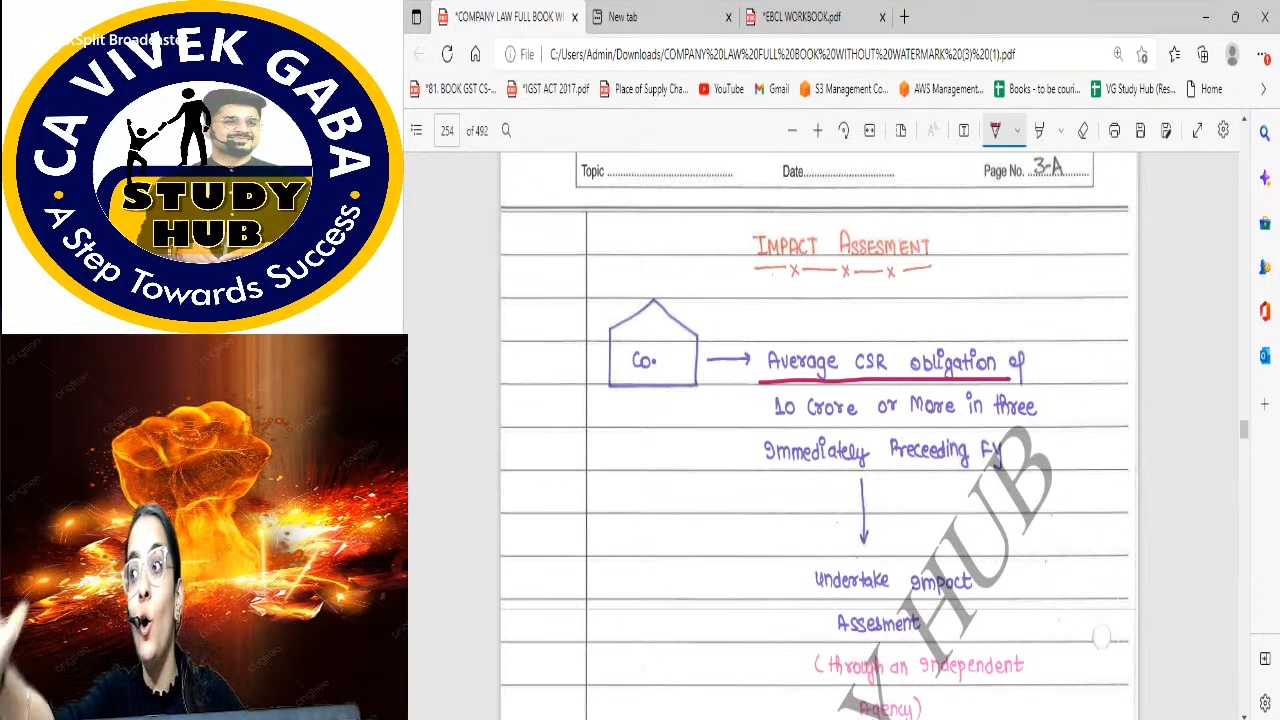 CA VIVEK GABA
STUDY
HUB
A Step Towards Success
Split Broadcaster
*COMPANY LAW FULL BOOK (WI
New tab
*EBCL WORKBOOK.pdf
File
C:/Users/Admin/Downloads/COMPANY%20LAW%20FULL%20BOOK%20WITHOUT%20WATERMARK%20(3)%20(1).pdf
*81. BOOK GST CS-...
*IGST ACT 2017.pdf
Place of Supply Cha...
YouTube
Gmail
S3 Management Co...
AWS Management...
Books - to be couri...
VG Study Hub (Res...
Home
254 of 492
Topic
Date
Page No. 3-A
IMPACT ASSESMENT
Co.
Average CSR obligation of
10 Crore or More in three
Immediately Preceeding FY
Undertake Impact
Assesment
(through an Independent
Agency)
Y HUB